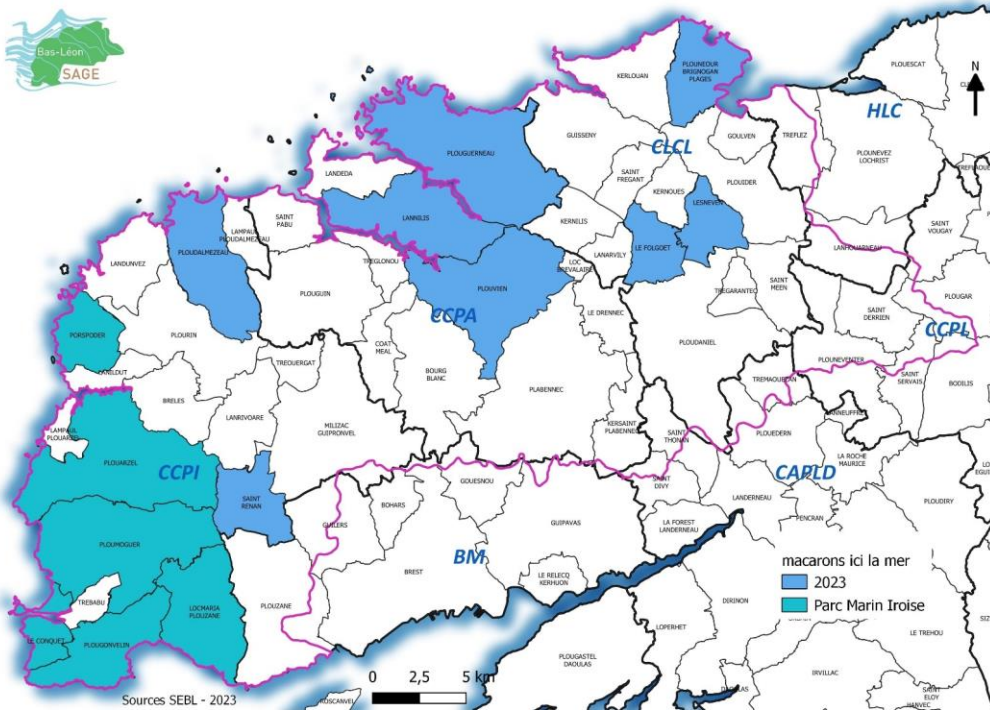 Bas-Léon
SAGE
N
PLOUESCAT
HLC
KERLOUAN
PLOUNEOUR
BRIGNOGAN
PLAGES
GOULVEN
TREFLEZ
PLOUNEVEZ
LOCHRIST
GUISSENY
CLCL
PLOUGUERNEAU
LANDEDA
SAINT
FREGANT
KERNOUES
PLOUIDER
SAINT
VOUGAY
LANNILIS
KERNILIS
LESNEVEN
LE FOLGOET
LANARVILY
LANHOUARNEAU
LAMPAUL
PLOUDALMEZEAU
SAINT
PABU
PLOUDALMEZEAU
LANDUNVEZ
TREGLONOU
LOC
BREVALAIRE
TREGARANTEC
SAINT
MEEN
PLOUGAR
PLOUGUIN
PLOUVIEN
CCPA
LE DRENNEC
SAINT
DERRIEN
CCPL
PORSPODER
PLOURIN
COAT
MEAL
BOURG
BLANC
PLOUDANIEL
PLOUNEVENTER
LANILDUT
TREOUERGAT
PLABENNEC
TREMAOUEZAN
SAINT
SERVAIS
BODILIS
BRELES
LANRIVOARE
MILIZAC
GUIPRONVEL
KERSAINT
PLABENNEC
SAINT
THONAN
PLOUEDERN
LANNEUFFRET
LAMPAUL
PLOUARZEL
PLOUARZEL
CCPI
SAINT
RENAN
GUILERS
BOHARS
GOUESNOU
SAINT
DIVY
CAPLD
LA ROCHE
MAURICE
PLOUDIRY
LANDERNEAU
PENCRAN
PLOUMOGUER
GUIPAVAS
LA FOREST
LANDERNEAU
BREST
BM
LE RELECQ
KERHUON
TREBABU
PLOUZANE
LOCMARIA
PLOUZANE
LE CONQUET
PLOUGONVELIN
DIRINON
LOPERHET
PLOUGASTEL
DAOULAS
DAOULAS
IRVILLAC
LE TREHOU
SAINT
ELOY
HANVEC
ROSCANVEL
macarons ici la mer
2023
Parc Marin Iroise
0 2,5 5 km
Sources SEBL - 2023